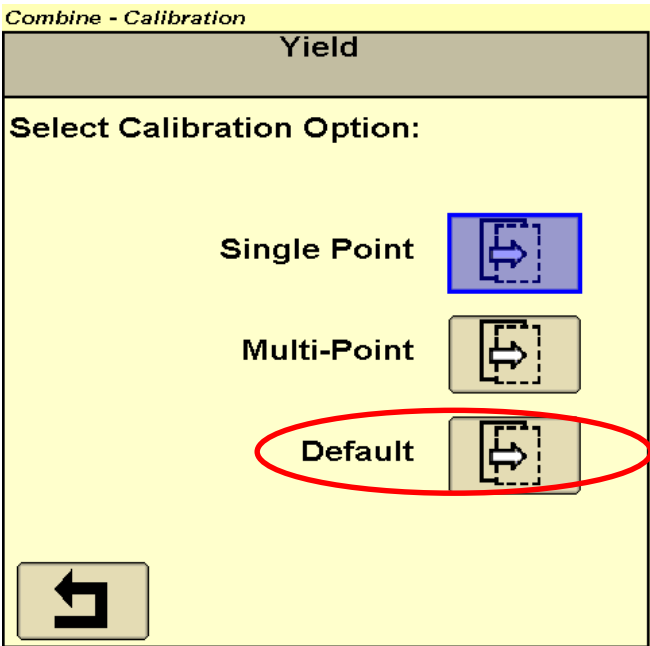 Combine - Calibration
Yield
Select Calibration Option:
Single Point
Multi-Point
Default